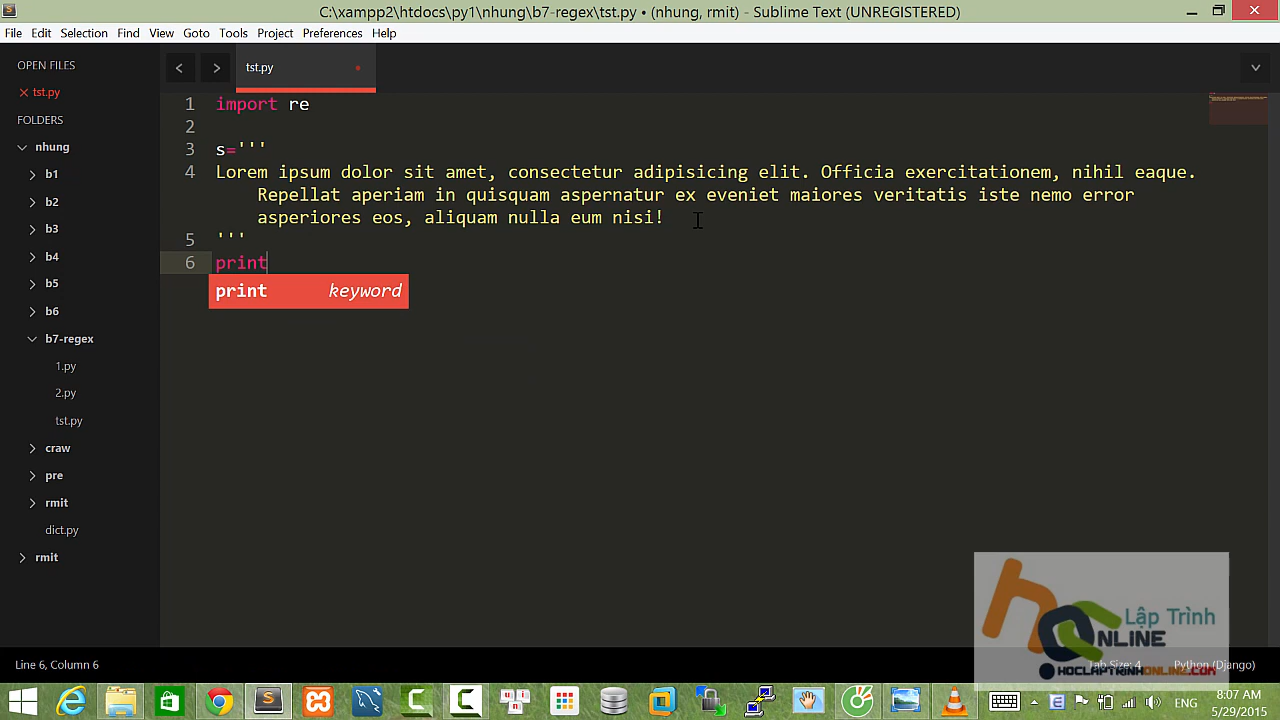 C:\xampp2\htdocs\py1\nhung\b7-regex\tst.py • (nhung, rmit) - Sublime Text (UNREGISTERED)
File Edit Selection Find View Goto Tools Project Preferences Help
OPEN FILES
tst.py
FOLDERS
nhung
b1
b2
b3
b4
b5
b6
b7-regex
1.py
2.py
tst.py
craw
pre
rmit
dict.py
rmit
tst.py
1 import re
2
3 s='''
4 Lorem ipsum dolor sit amet, consectetur adipisicing elit. Officia exercitationem, nihil eaque.
Repellat aperiam in quisquam aspernatur ex eveniet maiores veritatis iste nemo error
asperiores eos, aliquam nulla eum nisi!
5 '''
6 print
print keyword
Lập Trình
ONLINE
HOCLAPTRINHONLINE.COM
Line 6, Column 6
Tab Size: 4
Python (Django)
ENG
8:07 AM
5/29/2015